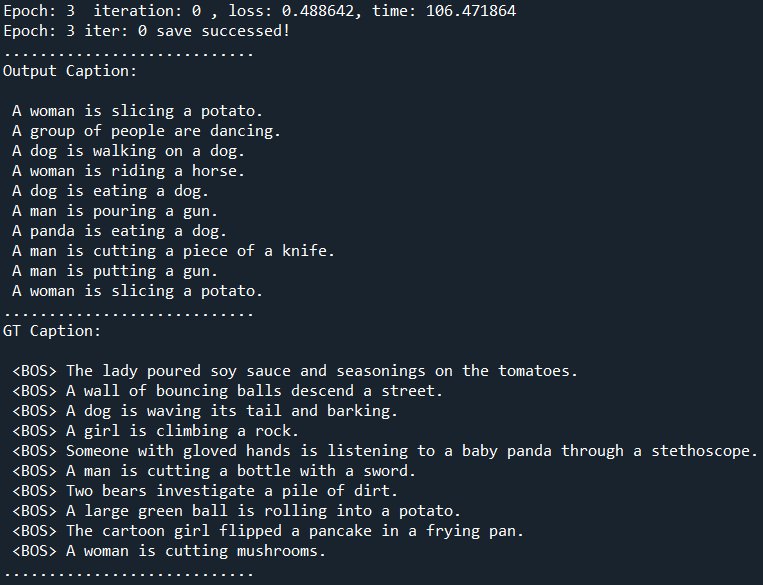 Epoch: 3  iteration: 0 , loss: 0.488642, time: 106.471864
Epoch: 3 iter: 0 save successed!
............................
Output Caption:
A woman is slicing a potato.
A group of people are dancing.
A dog is walking on a dog.
A woman is riding a horse.
A dog is eating a dog.
A man is pouring a gun.
A panda is eating a dog.
A man is cutting a piece of a knife.
A man is putting a gun.
A woman is slicing a potato.
............................
GT Caption:
<BOS> The lady poured soy sauce and seasonings on the tomatoes.
<BOS> A wall of bouncing balls descend a street.
<BOS> A dog is waving its tail and barking.
<BOS> A girl is climbing a rock.
<BOS> Someone with gloved hands is listening to a baby panda through a stethoscope.
<BOS> A man is cutting a bottle with a sword.
<BOS> Two bears investigate a pile of dirt.
<BOS> A large green ball is rolling into a potato.
<BOS> The cartoon girl flipped a pancake in a frying pan.
<BOS> A woman is cutting mushrooms.
............................